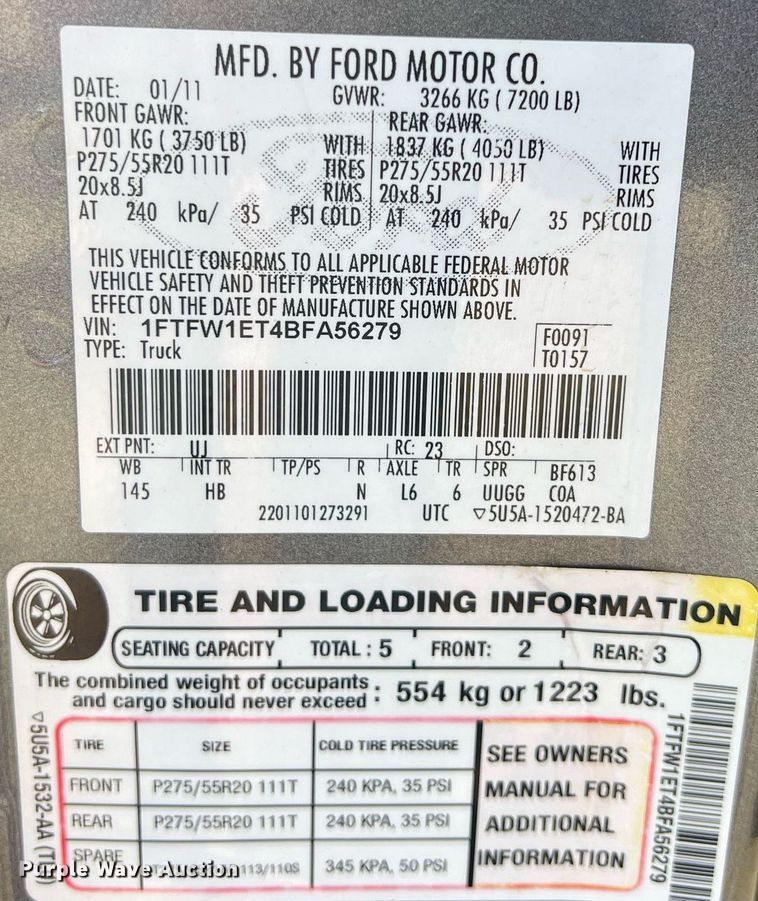 MFD. BY FORD MOTOR CO.
DATE: 01/11 GVWR: 3266 KG ( 7200 LB)
FRONT GAWR: REAR GAWR:
1701 KG ( 3750 LB) WITH 1837 KG ( 4050 LB) WITH
P275/55R20 111T TIRES P275/55R20 111T TIRES
20x8.5J RIMS 20x8.5J RIMS
AT 240 kPa/ 35 PSI COLD AT 240 kPa/ 35 PSI COLD
THIS VEHICLE CONFORMS TO ALL APPLICABLE FEDERAL MOTOR
VEHICLE SAFETY AND THEFT PREVENTION STANDARDS IN
EFFECT ON THE DATE OF MANUFACTURE SHOWN ABOVE.
VIN: 1FTFW1ET4BFA56279 F0091
TYPE: Truck T0157
EXT PNT: UJ RC: 23 DSO:
WB INT TR TP/PS R AXLE TR SPR BF613
145 HB N L6 6 UUGG COA
2201101273291 UTC ▽5U5A-1520472-BA
TIRE AND LOADING INFORMATION
SEATING CAPACITY TOTAL : 5 FRONT: 2 REAR: 3
The combined weight of occupants
and cargo should never exceed : 554 kg or 1223 lbs.
TIRE SIZE COLD TIRE PRESSURE
FRONT P275/55R20 111T 240 KPA, 35 PSI
REAR P275/55R20 111T 240 KPA, 35 PSI
SPARE 113/110S 345 KPA, 50 PSI
SEE OWNERS
MANUAL FOR
ADDITIONAL
INFORMATION
▽5U5A-1532-AA
1FTFW1ET4BFA56279
Purple Wave Auction